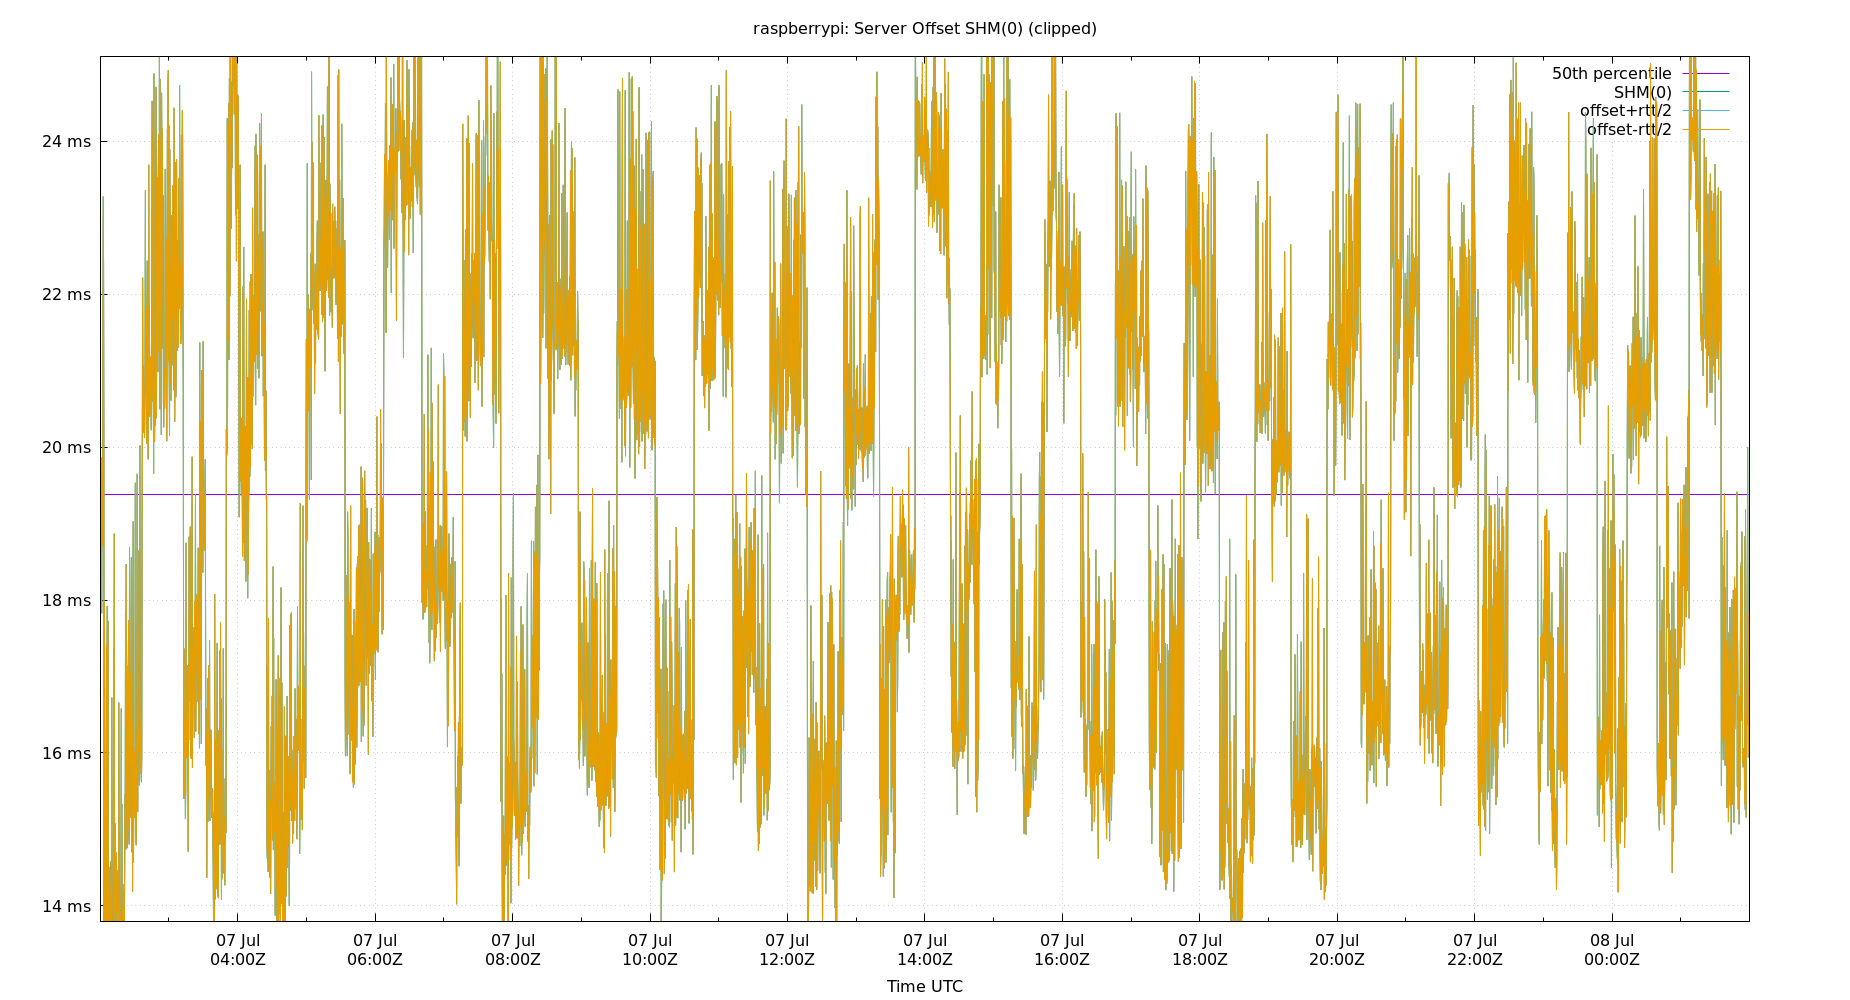 raspberrypi: Server Offset SHM(0) (clipped)
50th percentile
SHM(0)
offset+rtt/2
offset-rtt/2
24 ms
22 ms
20 ms
18 ms
16 ms
14 ms
07 Jul 07 Jul 07 Jul 07 Jul 07 Jul 07 Jul 07 Jul 07 Jul 07 Jul 07 Jul 08 Jul
04:00Z 06:00Z 08:00Z 10:00Z 12:00Z 14:00Z 16:00Z 18:00Z 20:00Z 22:00Z 00:00Z
Time UTC